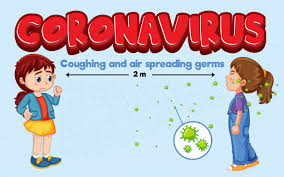 CORONAVIRUS
Coughing and air spreading germs
2 m